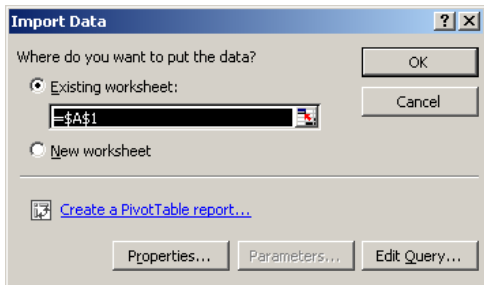 Import Data
Where do you want to put the data?
Existing worksheet:
=$A$1
New worksheet
Create a PivotTable report...
OK
Cancel
Properties...
Parameters...
Edit Query...